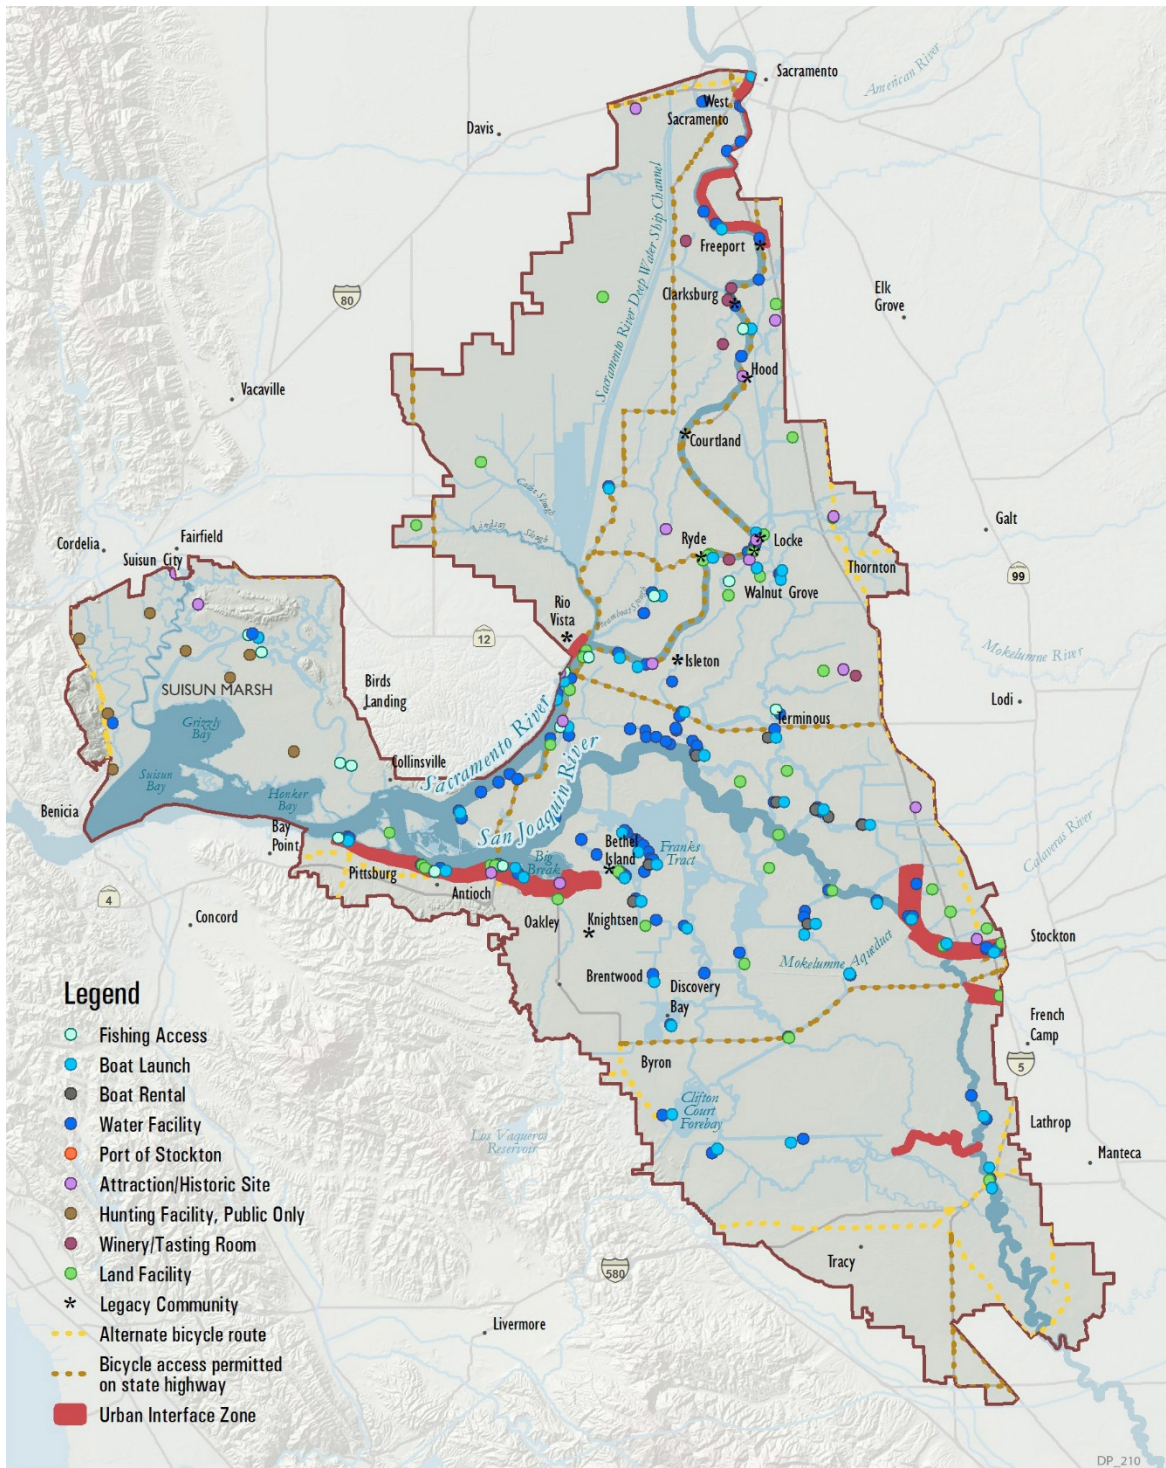 Sacramento
American River
West
Sacramento
Davis
Sacramento River Deep Water Ship Channel
Freeport
80
Clarksburg
Elk
Grove
Hood
Vacaville
Courtland
Cache Slough
Lindsey Slough
Galt
Cordelia
Fairfield
Suisun City
Ryde
Locke
Thornton
99
Walnut Grove
Steamboat Slough
Rio
Vista
12
Isleton
Mokelumne River
SUISUN MARSH
Birds
Landing
Lodi
Grizzly
Bay
Terminous
Sacramento River
San Joaquin River
Collinsville
Suisun
Bay
Honker
Bay
Benicia
Bay
Point
Bethel
Island
Franks
Tract
Calaveras River
Big
Break
Pittsburg
Antioch
4
Concord
Oakley
Knightsen
Stockton
Mokelumne Aqueduct
Brentwood
Discovery
Bay
French
Camp
Byron
5
Clifton
Court
Forebay
Los Vaqueros
Reservoir
Lathrop
Manteca
Tracy
580
Livermore
Legend
Fishing Access
Boat Launch
Boat Rental
Water Facility
Port of Stockton
Attraction/Historic Site
Hunting Facility, Public Only
Winery/Tasting Room
Land Facility
* Legacy Community
Alternate bicycle route
Bicycle access permitted
on state highway
Urban Interface Zone
DP_210